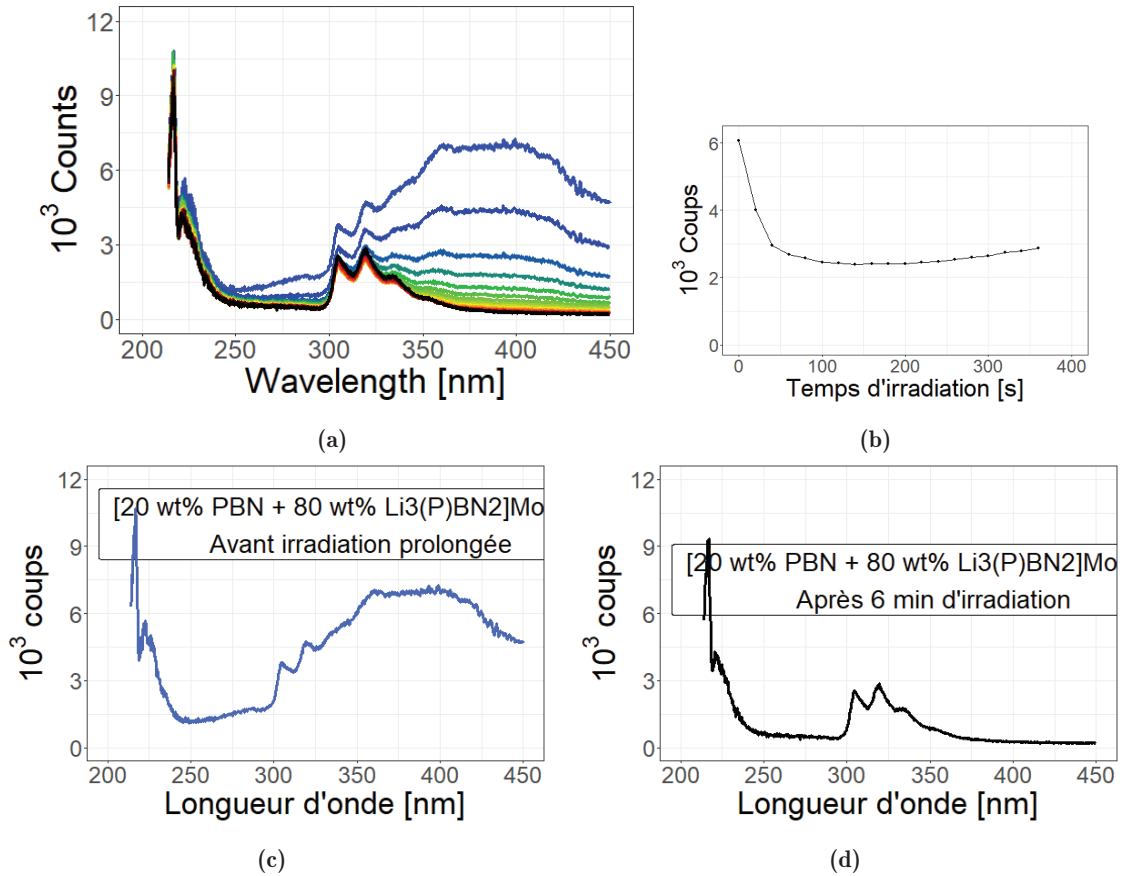 12
9
6
3
0
10³ Counts
200 250 300 350 400 450
Wavelength [nm]
(a)
6
4
2
0
10³ Coups
0 100 200 300 400
Temps d'irradiation [s]
(b)
12
9
6
3
0
10³ coups
[20 wt% PBN + 80 wt% Li3(P)BN2]Mo
Avant irradiation prolongée
200 250 300 350 400 450
Longueur d'onde [nm]
(c)
12
9
6
3
0
10³ coups
[20 wt% PBN + 80 wt% Li3(P)BN2]Mo
Après 6 min d'irradiation
200 250 300 350 400 450
Longueur d'onde [nm]
(d)